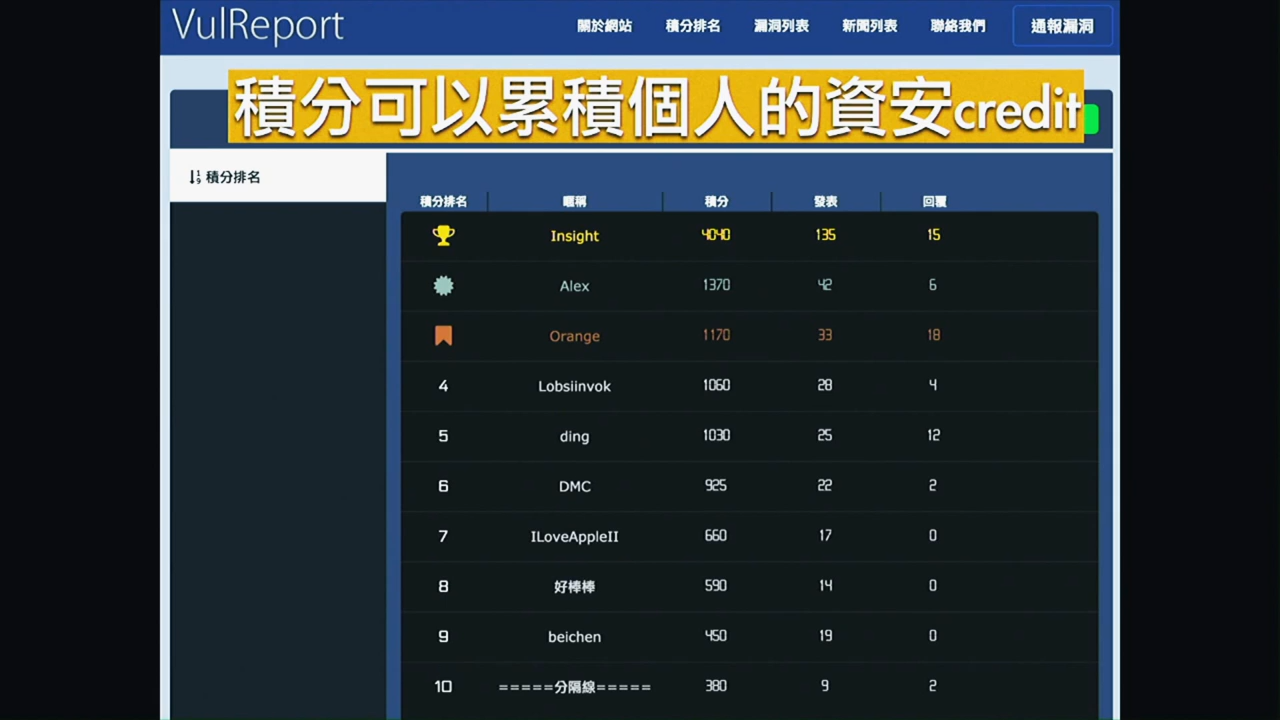 VulReport
關於網站 積分排名 漏洞列表 新聞列表 聯絡我們 通報漏洞
積分可以累積個人的資安credit
積分排名
積分排名 暱稱 積分 發表 回覆
Insight 4040 135 15
Alex 1370 42 6
Orange 1170 33 18
4 Lobsiinvok 1060 28 4
5 ding 1030 25 12
6 DMC 925 22 2
7 ILoveAppleII 660 17 0
8 好棒棒 590 14 0
9 beichen 450 19 0
10 =====分隔線===== 380 9 2